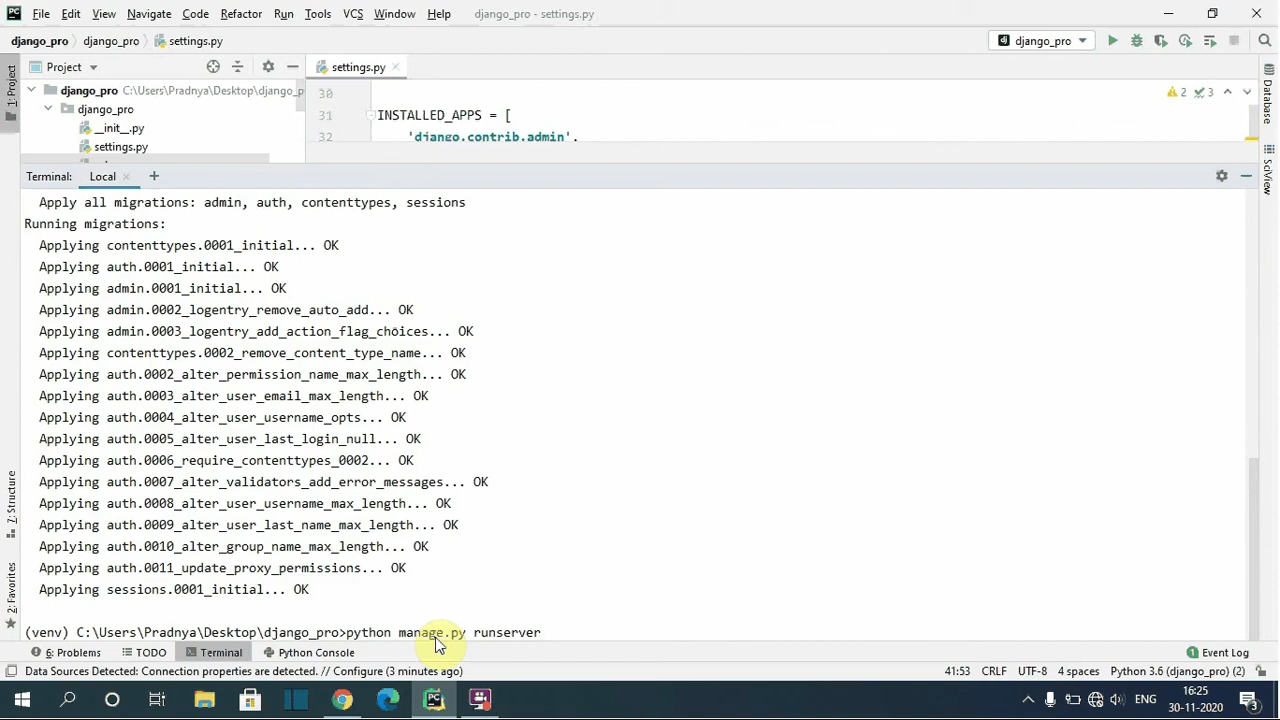 File Edit View Navigate Code Refactor Run Tools VCS Window Help django_pro - settings.py
django_pro django_pro settings.py django_pro
1: Project
Project
settings.py
django_pro C:\Users\Pradnya\Desktop\django_p
django_pro
__init__.py
settings.py
30
31 INSTALLED_APPS = [
32 'django.contrib.admin',
2 3
Database
SciView
Terminal: Local +
Apply all migrations: admin, auth, contenttypes, sessions
Running migrations:
Applying contenttypes.0001_initial... OK
Applying auth.0001_initial... OK
Applying admin.0001_initial... OK
Applying admin.0002_logentry_remove_auto_add... OK
Applying admin.0003_logentry_add_action_flag_choices... OK
Applying contenttypes.0002_remove_content_type_name... OK
Applying auth.0002_alter_permission_name_max_length... OK
Applying auth.0003_alter_user_email_max_length... OK
Applying auth.0004_alter_user_username_opts... OK
Applying auth.0005_alter_user_last_login_null... OK
Applying auth.0006_require_contenttypes_0002... OK
Applying auth.0007_alter_validators_add_error_messages... OK
Applying auth.0008_alter_user_username_max_length... OK
Applying auth.0009_alter_user_last_name_max_length... OK
Applying auth.0010_alter_group_name_max_length... OK
Applying auth.0011_update_proxy_permissions... OK
Applying sessions.0001_initial... OK
(venv) C:\Users\Pradnya\Desktop\django_pro>python manage.py runserver
Z: Structure
2: Favorites
6: Problems TODO Terminal Python Console 1 Event Log
Data Sources Detected: Connection properties are detected. // Configure (3 minutes ago) 41:53 CRLF UTF-8 4 spaces Python 3.6 (django_pro) (2)
ENG 16:25
30-11-2020 3